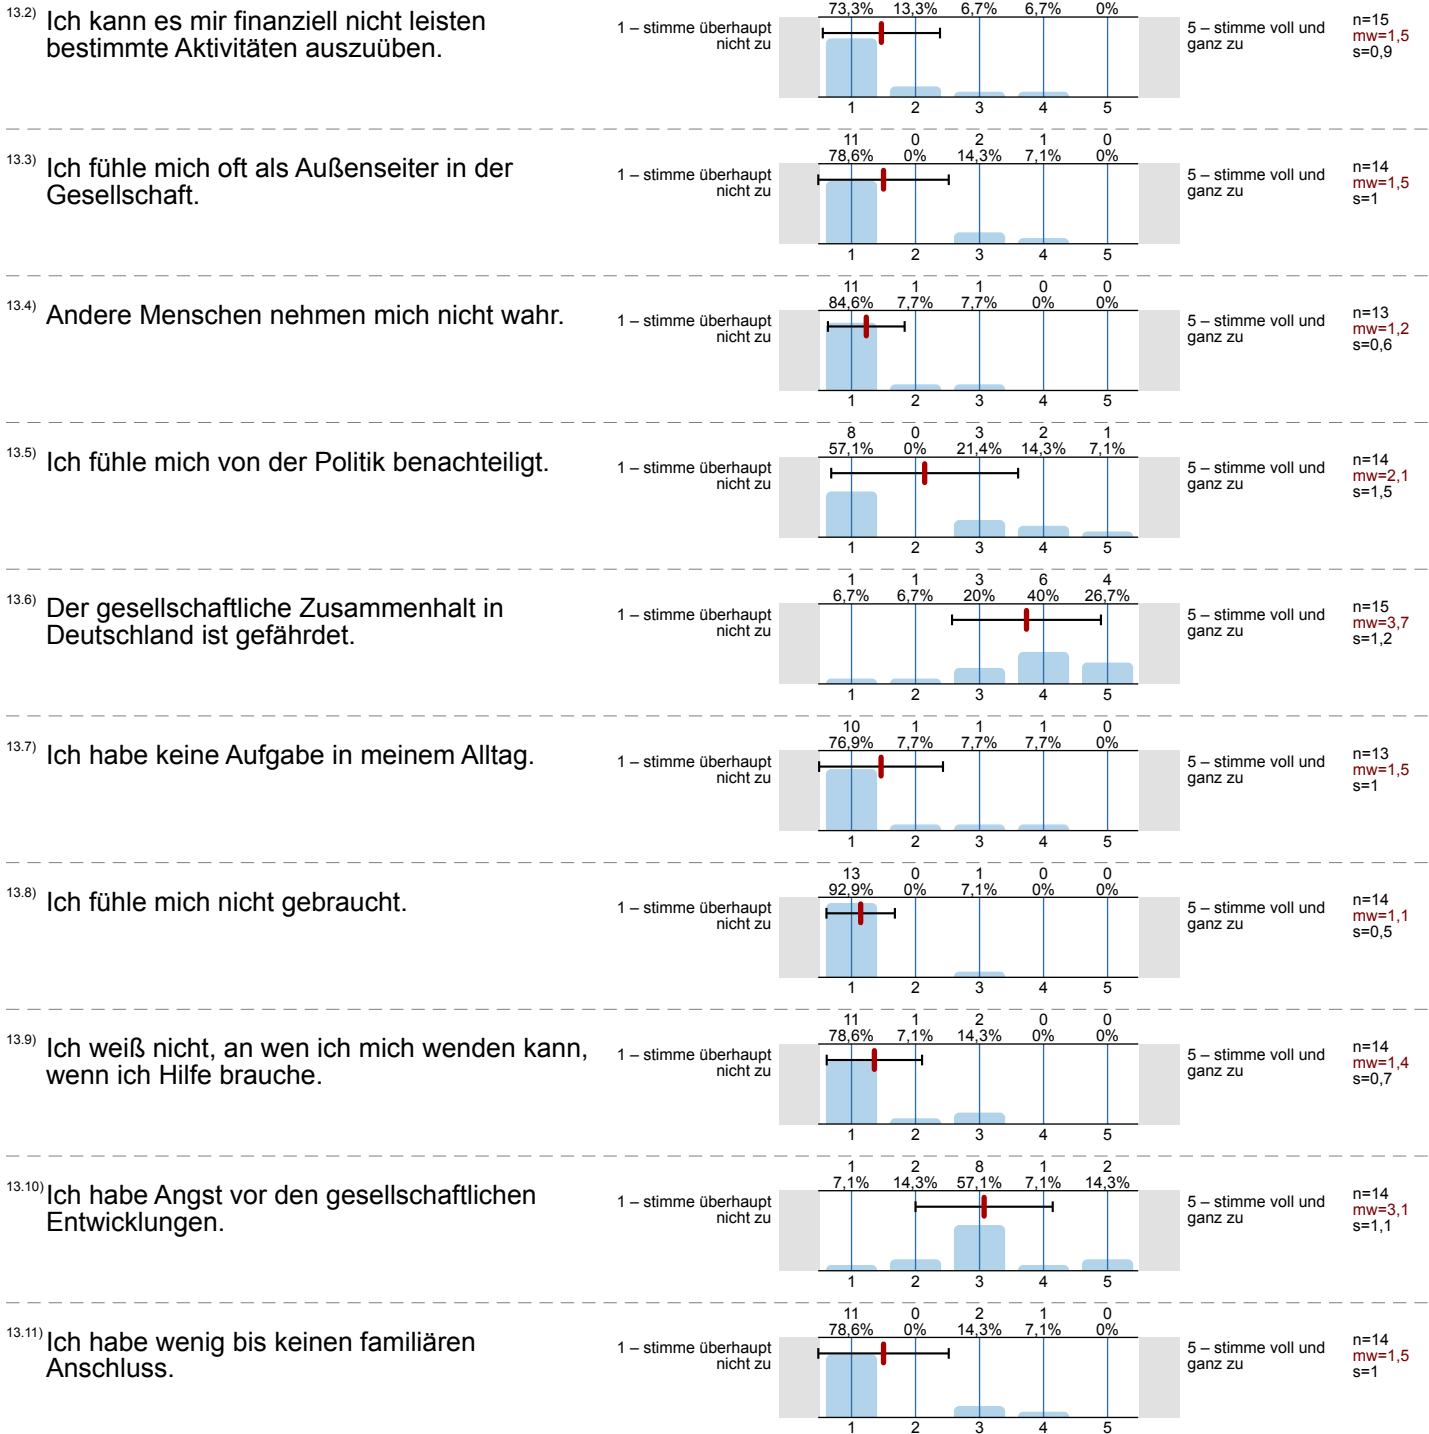 73,3% 13,3% 6,7% 6,7% 0%
13.2) Ich kann es mir finanziell nicht leisten
bestimmte Aktivitäten auszuüben.
1 – stimme überhaupt
nicht zu
5 – stimme voll und
ganz zu
n=15
mw=1,5
s=0,9
1 2 3 4 5
11 0 2 1 0
78,6% 0% 14,3% 7,1% 0%
13.3) Ich fühle mich oft als Außenseiter in der
Gesellschaft.
1 – stimme überhaupt
nicht zu
5 – stimme voll und
ganz zu
n=14
mw=1,5
s=1
1 2 3 4 5
11 1 1 0 0
84,6% 7,7% 7,7% 0% 0%
13.4) Andere Menschen nehmen mich nicht wahr.
1 – stimme überhaupt
nicht zu
5 – stimme voll und
ganz zu
n=13
mw=1,2
s=0,6
1 2 3 4 5
8 0 3 2 1
57,1% 0% 21,4% 14,3% 7,1%
13.5) Ich fühle mich von der Politik benachteiligt.
1 – stimme überhaupt
nicht zu
5 – stimme voll und
ganz zu
n=14
mw=2,1
s=1,5
1 2 3 4 5
1 1 3 6 4
6,7% 6,7% 20% 40% 26,7%
13.6) Der gesellschaftliche Zusammenhalt in
Deutschland ist gefährdet.
1 – stimme überhaupt
nicht zu
5 – stimme voll und
ganz zu
n=15
mw=3,7
s=1,2
1 2 3 4 5
10 1 1 1 0
76,9% 7,7% 7,7% 7,7% 0%
13.7) Ich habe keine Aufgabe in meinem Alltag.
1 – stimme überhaupt
nicht zu
5 – stimme voll und
ganz zu
n=13
mw=1,5
s=1
1 2 3 4 5
13 0 1 0 0
92,9% 0% 7,1% 0% 0%
13.8) Ich fühle mich nicht gebraucht.
1 – stimme überhaupt
nicht zu
5 – stimme voll und
ganz zu
n=14
mw=1,1
s=0,5
1 2 3 4 5
11 1 2 0 0
78,6% 7,1% 14,3% 0% 0%
13.9) Ich weiß nicht, an wen ich mich wenden kann,
wenn ich Hilfe brauche.
1 – stimme überhaupt
nicht zu
5 – stimme voll und
ganz zu
n=14
mw=1,4
s=0,7
1 2 3 4 5
1 2 8 1 2
7,1% 14,3% 57,1% 7,1% 14,3%
13.10) Ich habe Angst vor den gesellschaftlichen
Entwicklungen.
1 – stimme überhaupt
nicht zu
5 – stimme voll und
ganz zu
n=14
mw=3,1
s=1,1
1 2 3 4 5
11 0 2 1 0
78,6% 0% 14,3% 7,1% 0%
13.11) Ich habe wenig bis keinen familiären
Anschluss.
1 – stimme überhaupt
nicht zu
5 – stimme voll und
ganz zu
n=14
mw=1,5
s=1
1 2 3 4 5